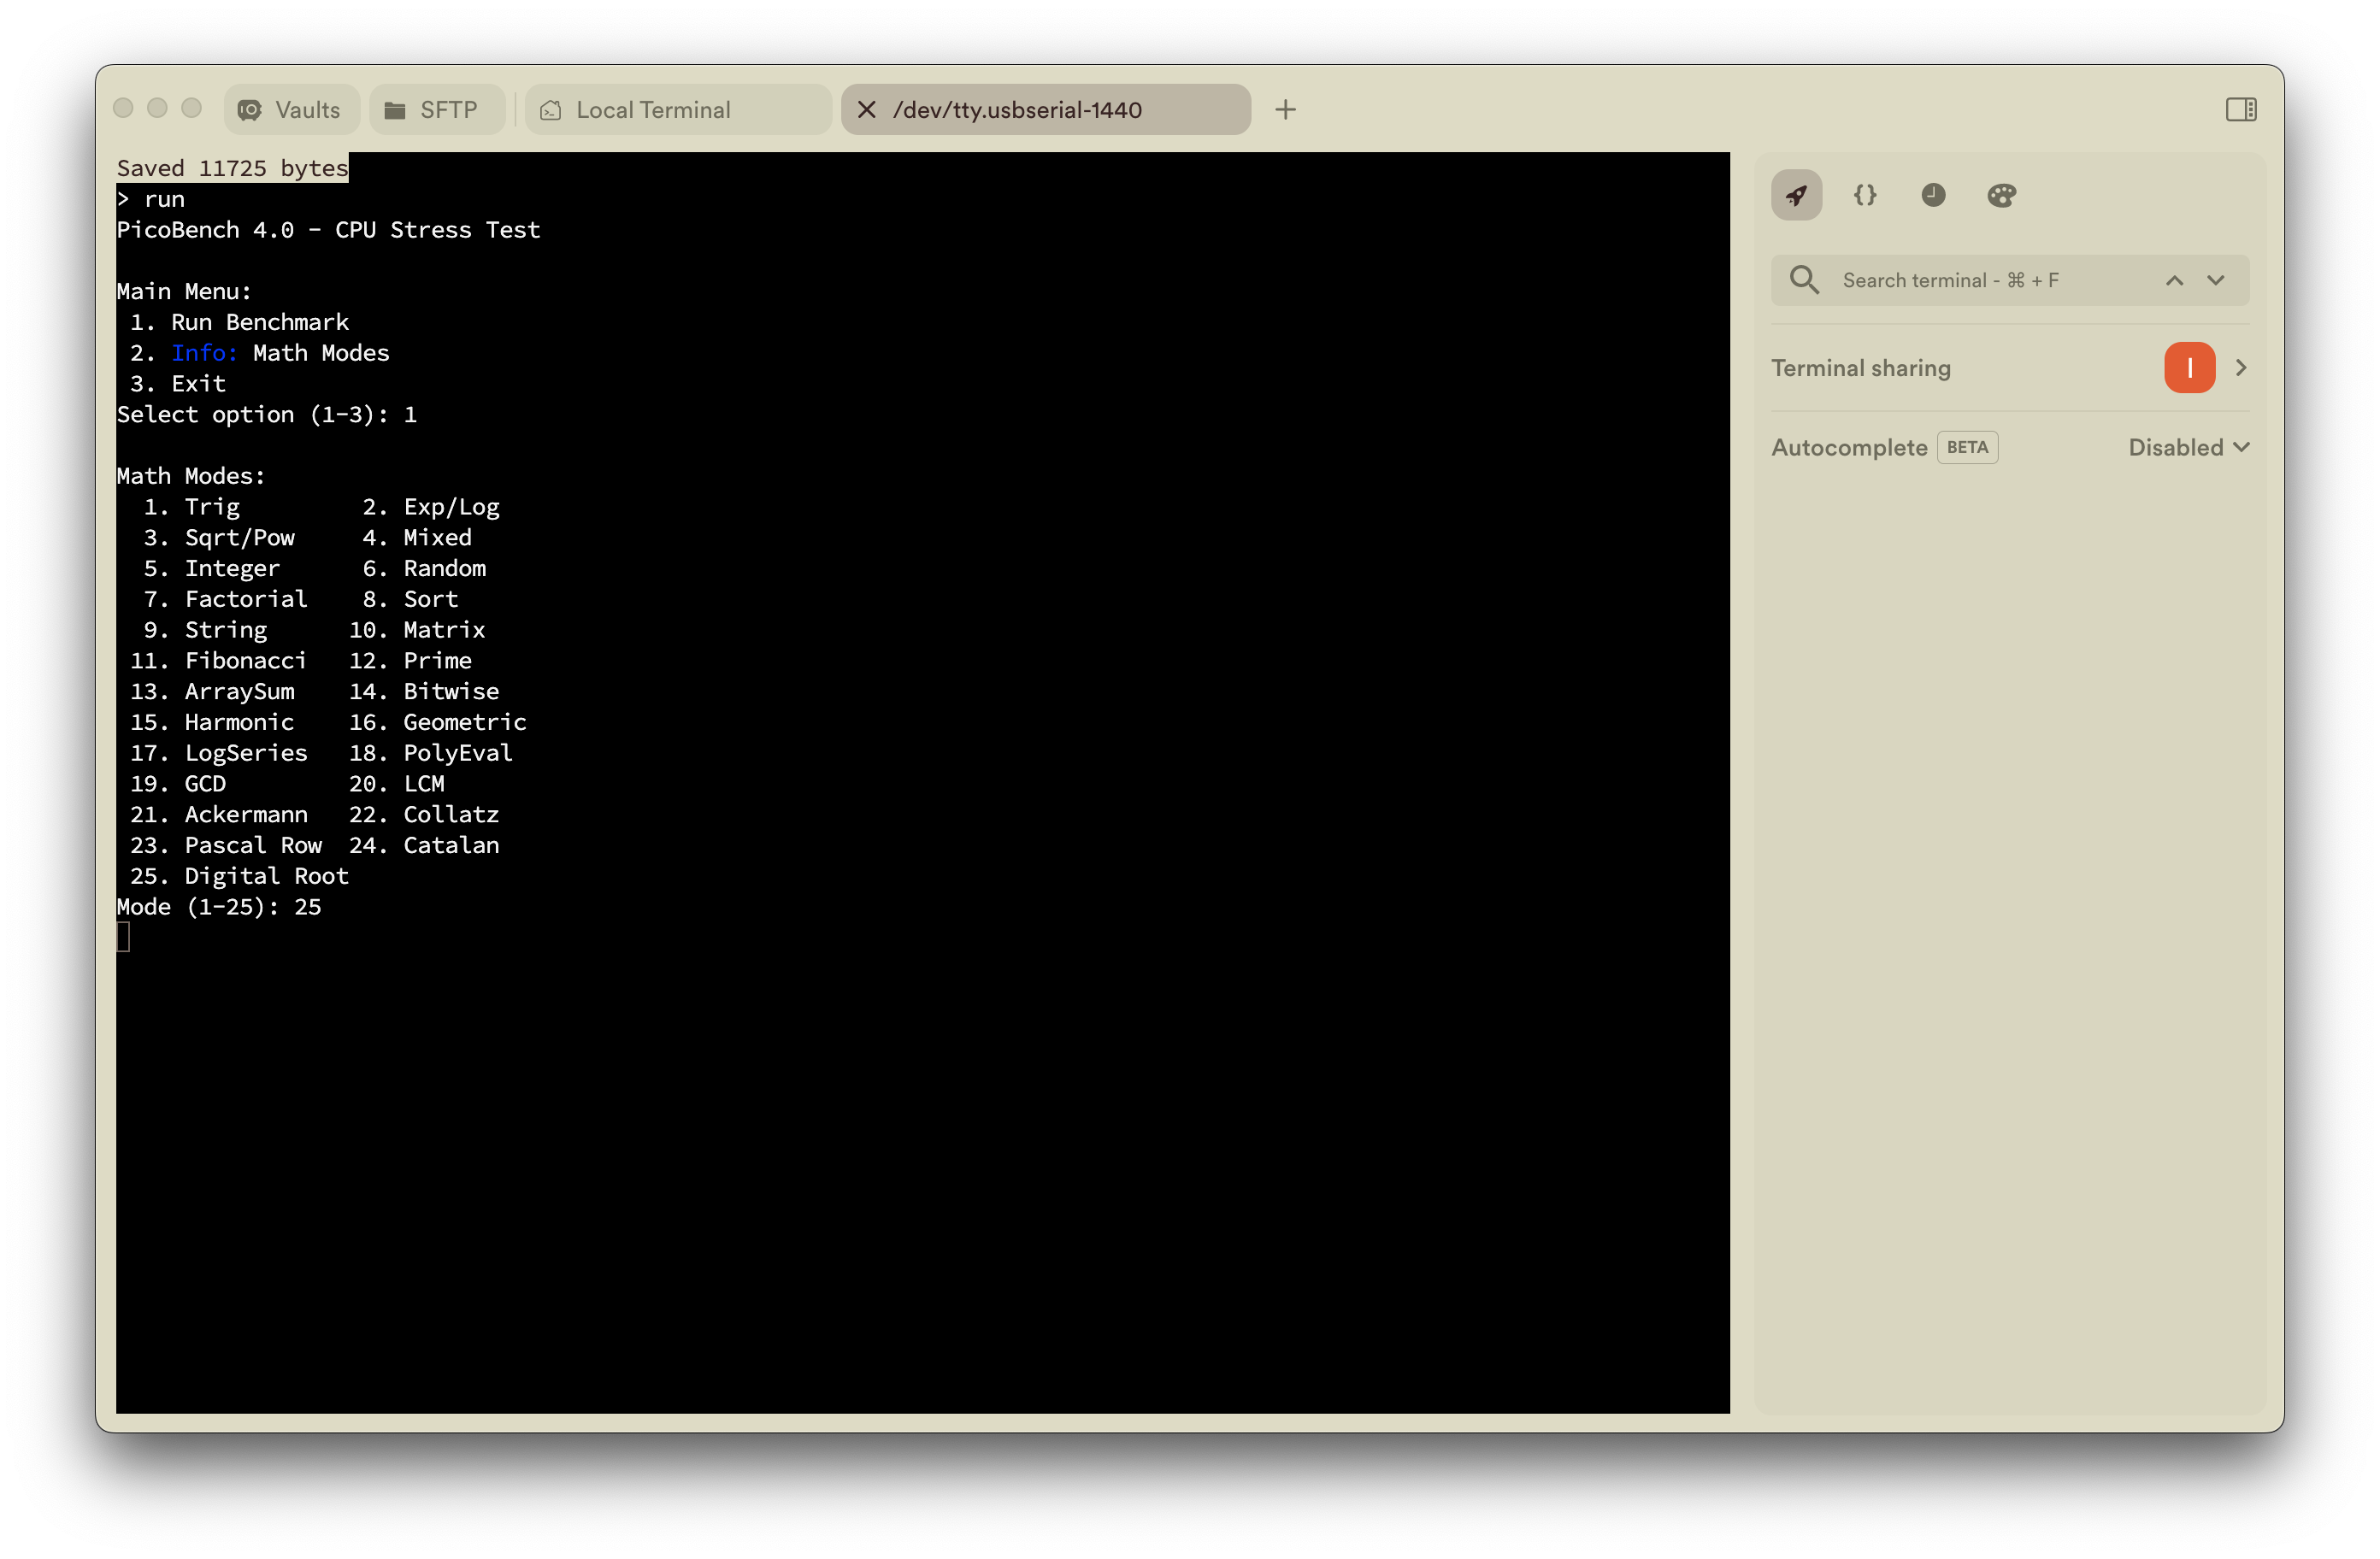 Vaults SFTP Local Terminal /dev/tty.usbserial-1440
Saved 11725 bytes
> run
PicoBench 4.0 - CPU Stress Test
Main Menu:
1. Run Benchmark
2. Info: Math Modes
3. Exit
Select option (1-3): 1
Math Modes:
1. Trig 2. Exp/Log
3. Sqrt/Pow 4. Mixed
5. Integer 6. Random
7. Factorial 8. Sort
9. String 10. Matrix
11. Fibonacci 12. Prime
13. ArraySum 14. Bitwise
15. Harmonic 16. Geometric
17. LogSeries 18. PolyEval
19. GCD 20. LCM
21. Ackermann 22. Collatz
23. Pascal Row 24. Catalan
25. Digital Root
Mode (1-25): 25
Search terminal - ⌘ + F
Terminal sharing I
Autocomplete BETA Disabled